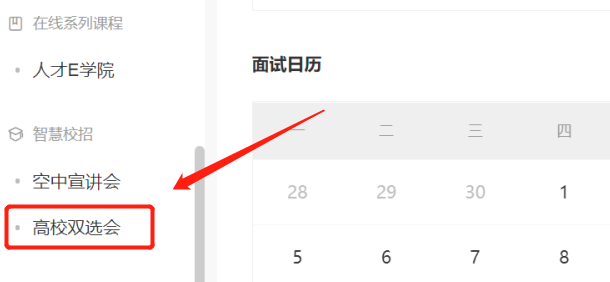 在线系列课程
人才E学院
智慧校招
空中宣讲会
高校双选会
面试日历
一 二 三 四
28 29 30 1
5 6 7 8